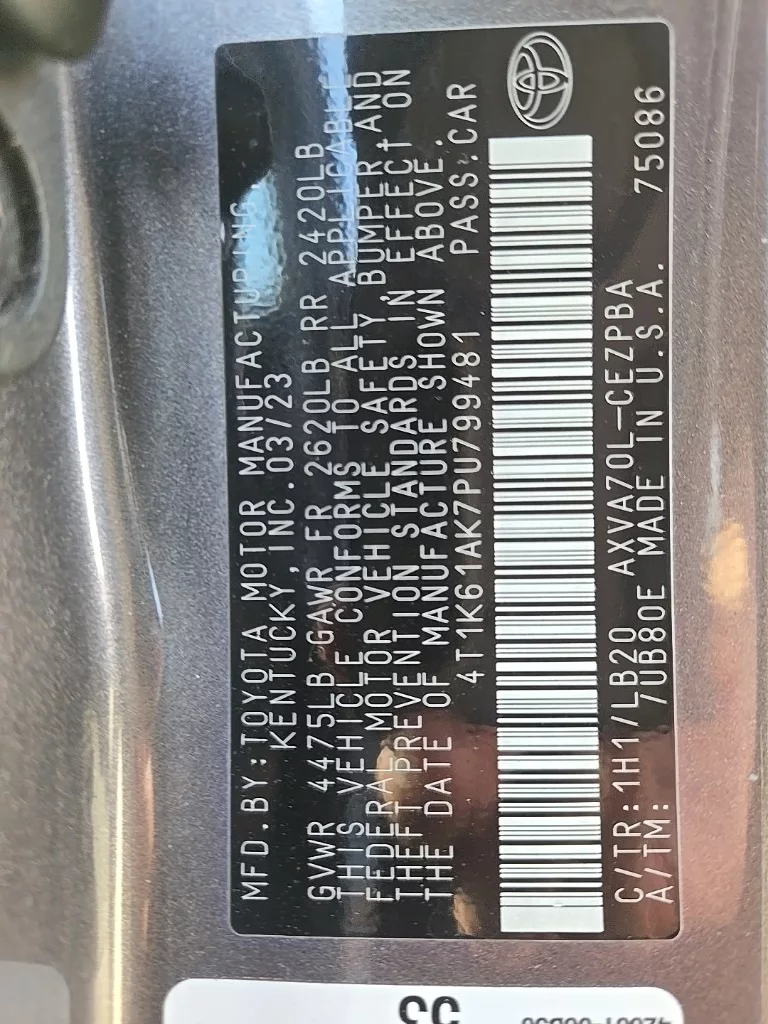 MFD.BY:TOYOTA MOTOR MANUFACTURING
KENTUCKY,INC.03/23
GVWR 4475LB GAWR FR 2620LB RR 2420LB
THIS VEHICLE CONFORMS TO ALL APPLICABLE
FEDERAL MOTOR VEHICLE SAFETY, BUMPER AND
THEFT PREVENTION STANDARDS IN EFFECT ON
THE DATE OF MANUFACTURE SHOWN ABOVE.
4T1K61AK7PU799481 PASS.CAR
C/TR:1H1/LB20 AXVA70L-CEZPBA
A/TM: 7UB80E MADE IN U.S.A. 75086